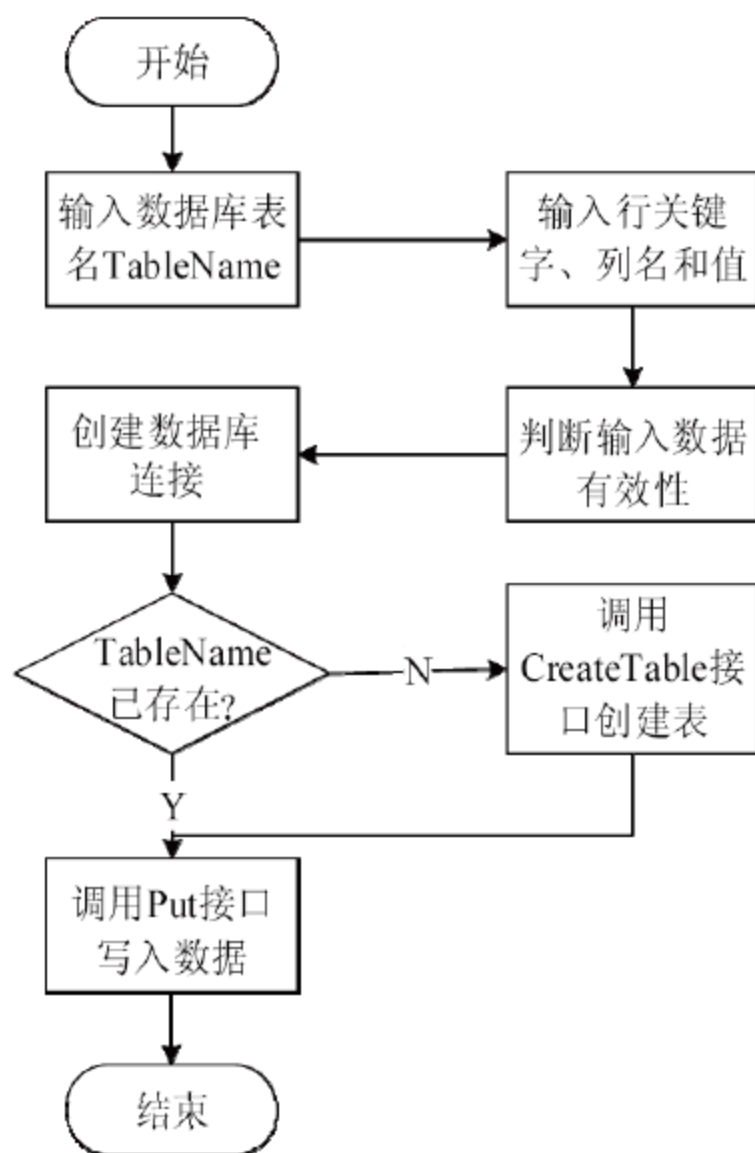 开始
输入数据库表
名TableName
输入行关键
字、列名和值
判断输入数据
有效性
创建数据库
连接
TableName
已存在?
N
调用
CreateTable接
口创建表
Y
调用Put接口
写入数据
结束